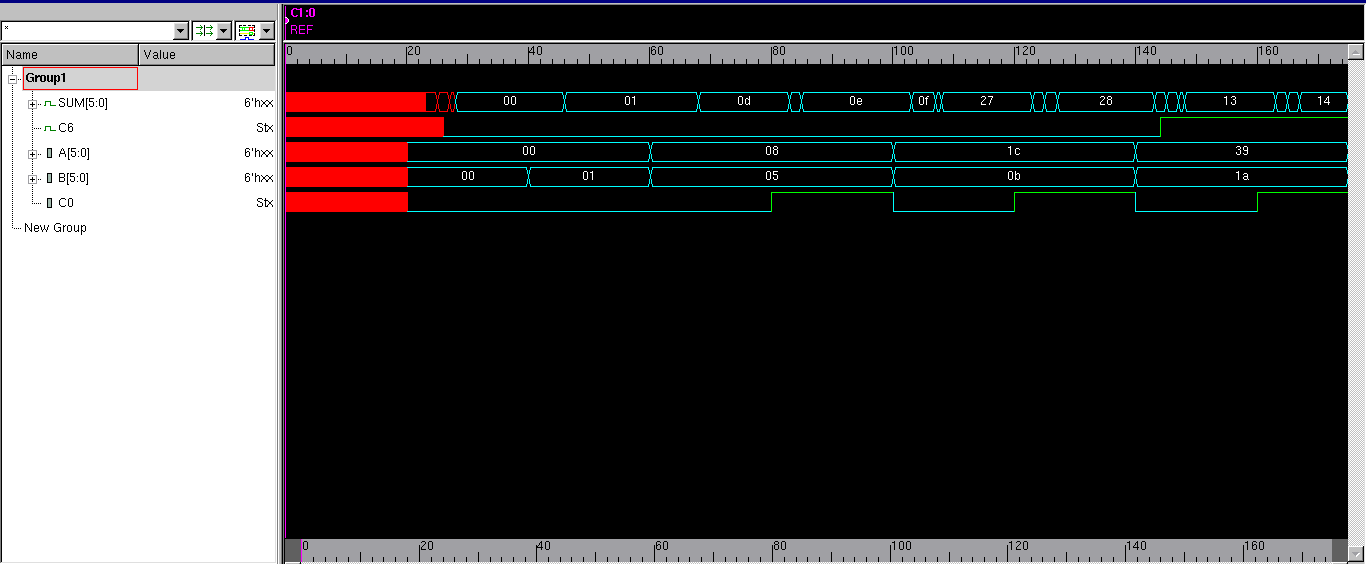 C1:0
REF
*
Name Value
0 20 40 60 80 100 120 140 160
Group1
SUM[5:0] 6'hxx 00 01 0d 0e 0f 27 28 13 14
C6 Stx
A[5:0] 6'hxx 00 08 1c 39
B[5:0] 6'hxx 00 01 05 0b 1a
C0 Stx
New Group
0 20 40 60 80 100 120 140 160